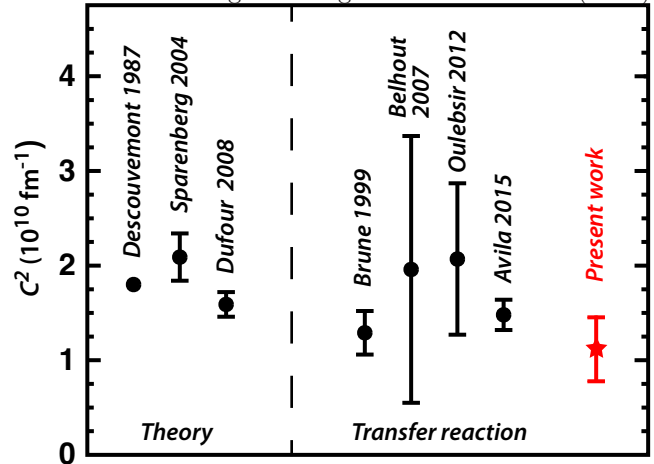 4
3
2
1
0
C² (10¹⁰ fm⁻¹)
Descouvemont 1987
Sparenberg 2004
Dufour 2008
Brune 1999
Belhout
2007
Oulebsir 2012
Avila 2015
Present work
Theory
Transfer reaction